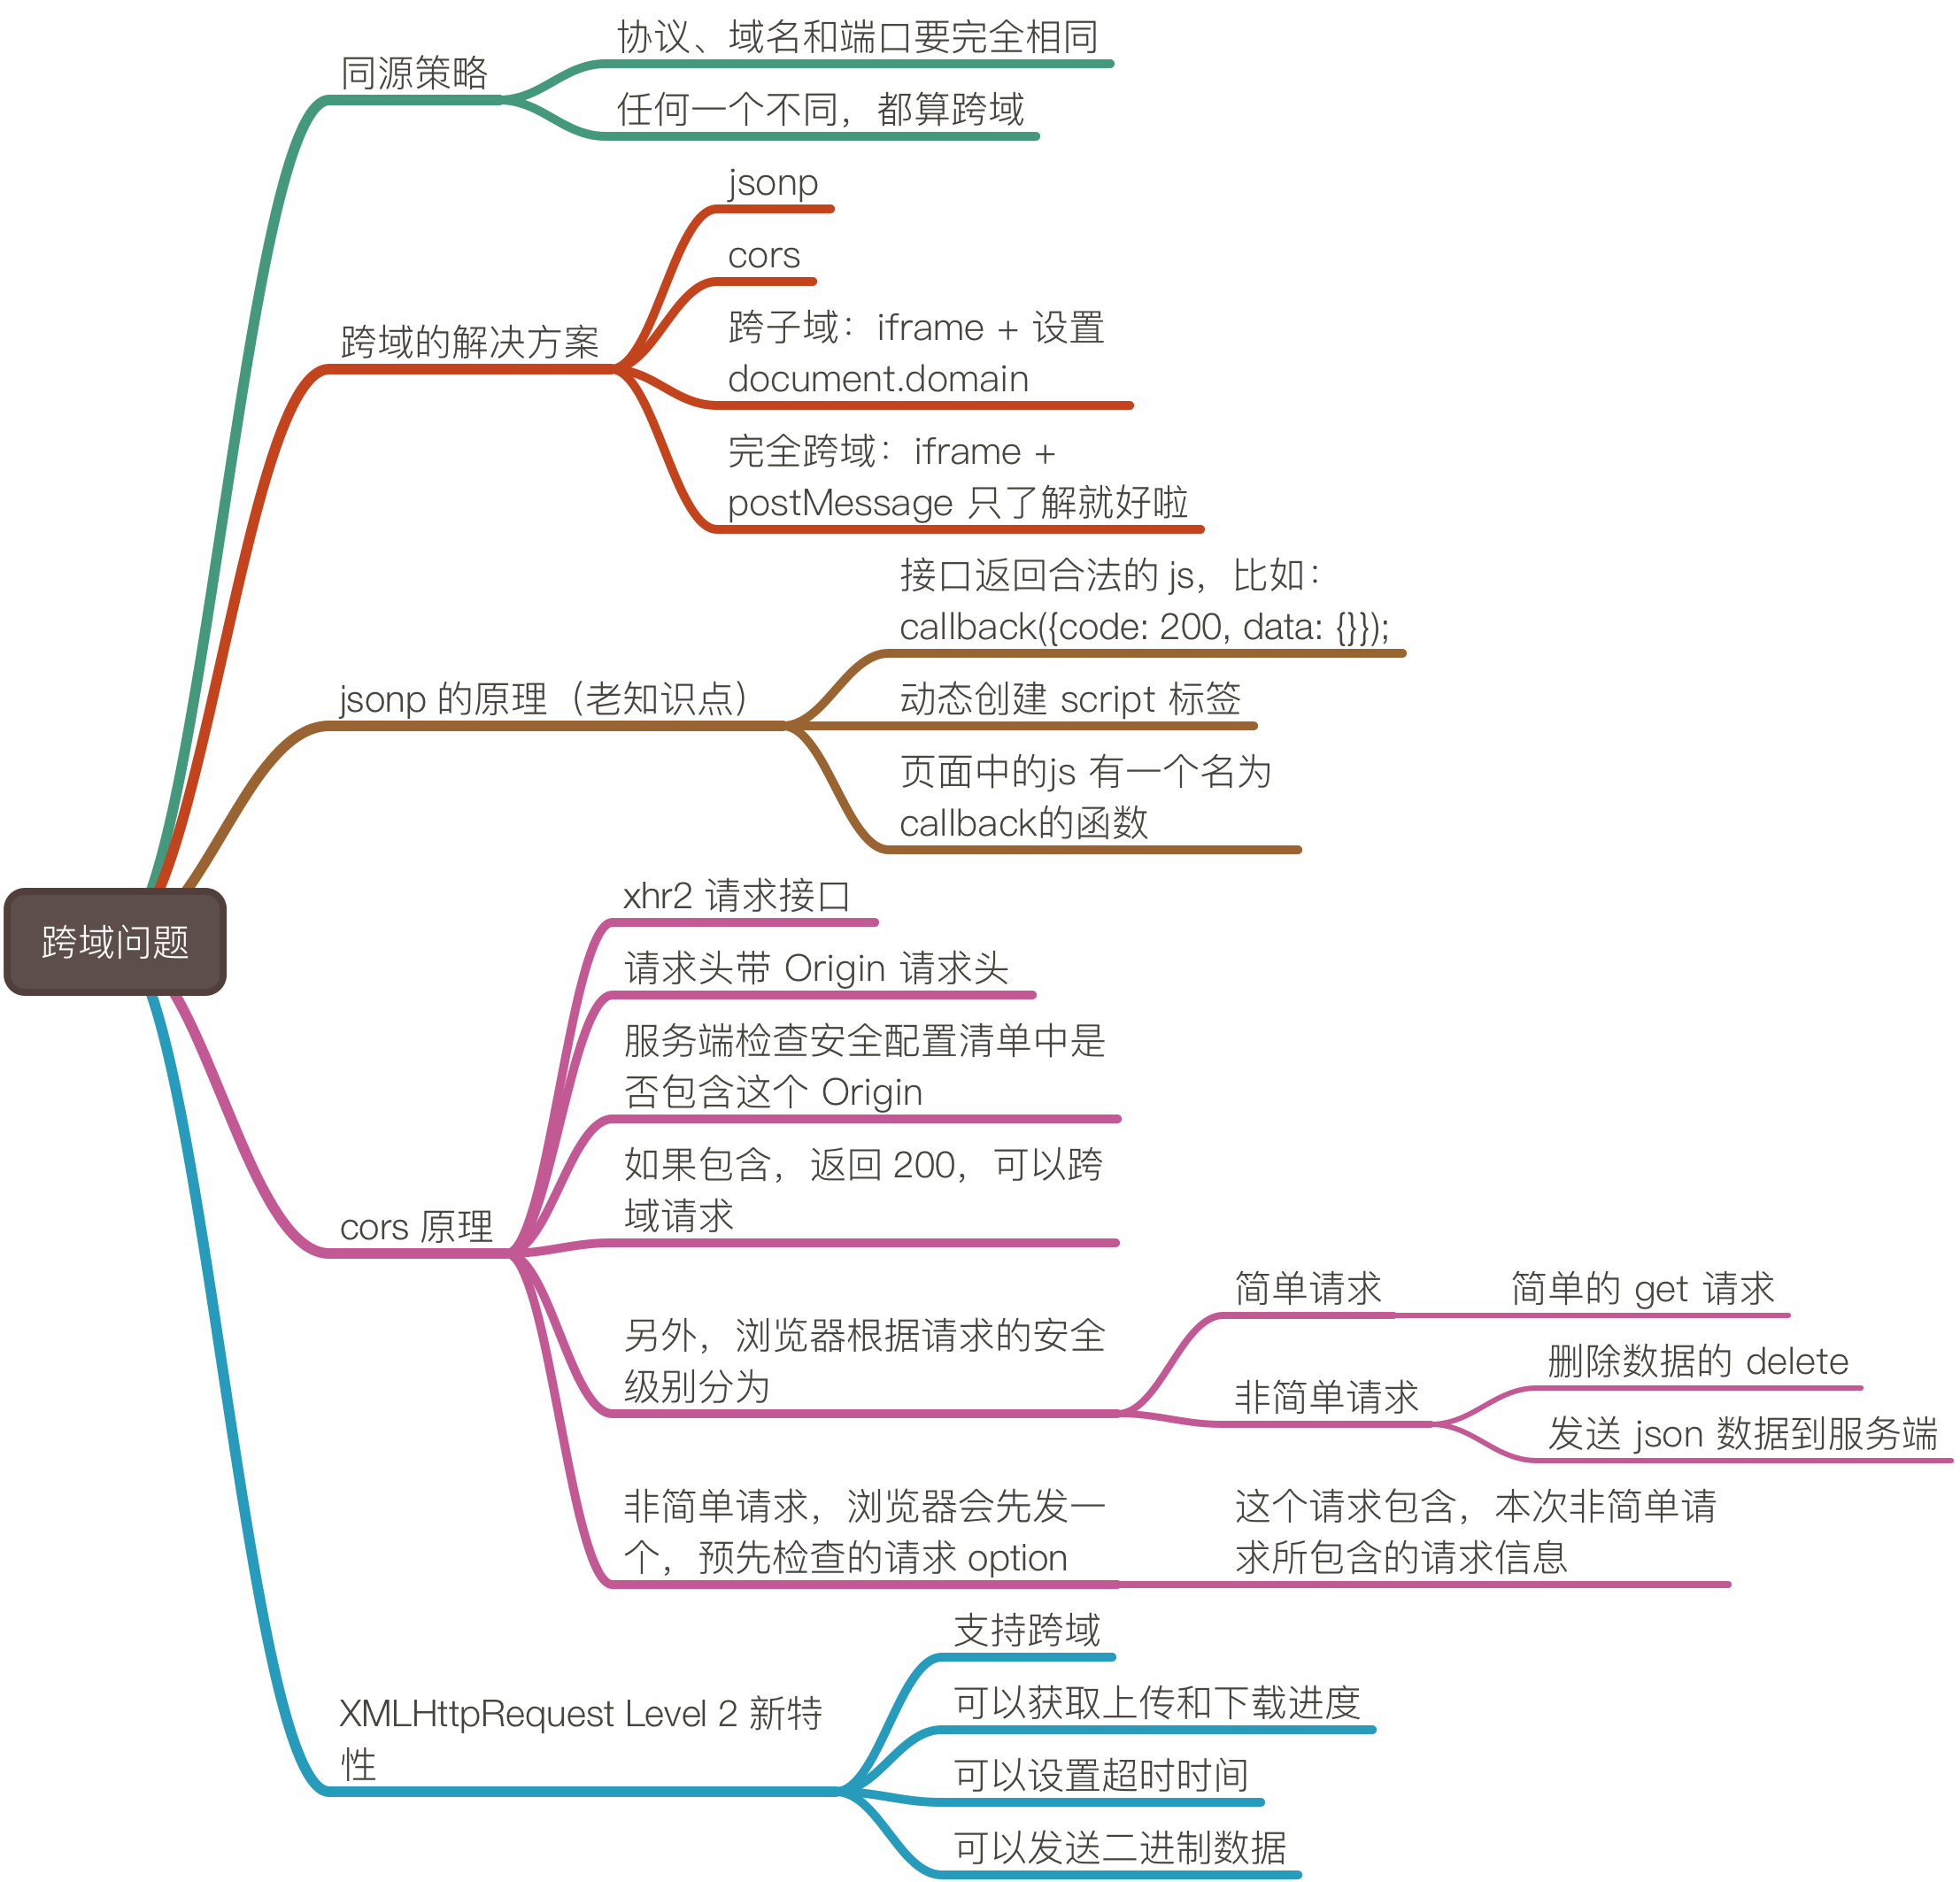 协议、域名和端口要完全相同
同源策略
任何一个不同，都算跨域
jsonp
cors
跨子域：iframe + 设置
document.domain
跨域的解决方案
完全跨域：iframe +
postMessage 只了解就好啦
接口返回合法的 js，比如：
callback({code: 200, data: {}});
jsonp 的原理（老知识点）
动态创建 script 标签
页面中的js 有一个名为
callback的函数
跨域问题
xhr2 请求接口
请求头带 Origin 请求头
服务端检查安全配置清单中是
否包含这个 Origin
如果包含，返回 200，可以跨
域请求
cors 原理
另外，浏览器根据请求的安全
级别分为
简单请求
简单的 get 请求
非简单请求
删除数据的 delete
发送 json 数据到服务端
非简单请求，浏览器会先发一
个，预先检查的请求 option
这个请求包含，本次非简单请
求所包含的请求信息
XMLHttpRequest Level 2 新特
性
支持跨域
可以获取上传和下载进度
可以设置超时时间
可以发送二进制数据